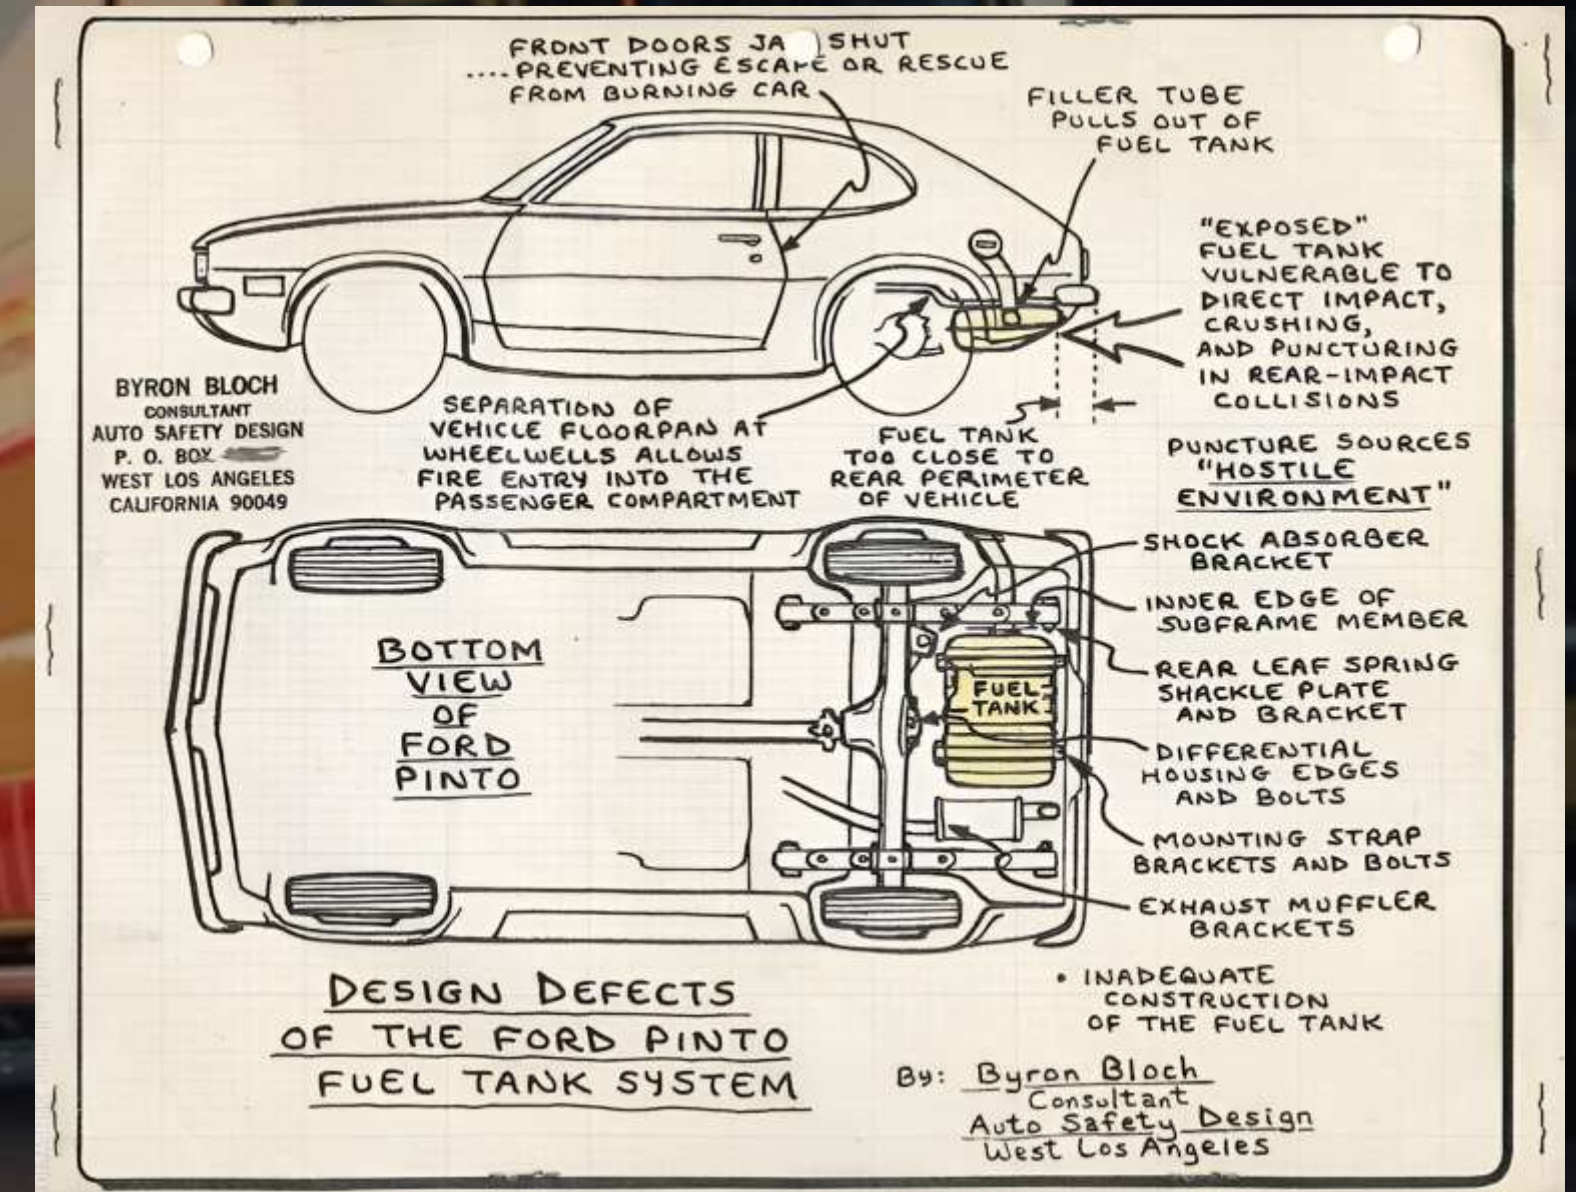 FRONT DOORS JA SHUT
....PREVENTING ESCAPE OR RESCUE
FROM BURNING CAR
FILLER TUBE
PULLS OUT OF
FUEL TANK
"EXPOSED"
FUEL TANK
VULNERABLE TO
DIRECT IMPACT,
CRUSHING,
AND PUNCTURING
IN REAR-IMPACT
COLLISIONS
BYRON BLOCH
CONSULTANT
AUTO SAFETY DESIGN
P. O. BOX
WEST LOS ANGELES
CALIFORNIA 90049
SEPARATION OF
VEHICLE FLOORPAN AT
WHEELWELLS ALLOWS
FIRE ENTRY INTO THE
PASSENGER COMPARTMENT
FUEL TANK
TOO CLOSE TO
REAR PERIMETER
OF VEHICLE
PUNCTURE SOURCES
"HOSTILE
ENVIRONMENT"
SHOCK ABSORBER
BRACKET
INNER EDGE OF
SUBFRAME MEMBER
REAR LEAF SPRING
SHACKLE PLATE
AND BRACKET
DIFFERENTIAL
HOUSING EDGES
AND BOLTS
MOUNTING STRAP
BRACKETS AND BOLTS
EXHAUST MUFFLER
BRACKETS
BOTTOM
VIEW
OF
FORD
PINTO
FUEL
TANK
DESIGN DEFECTS
OF THE FORD PINTO
FUEL TANK SYSTEM
• INADEQUATE
CONSTRUCTION
OF THE FUEL TANK
By: Byron Bloch
Consultant
Auto Safety Design
West Los Angeles